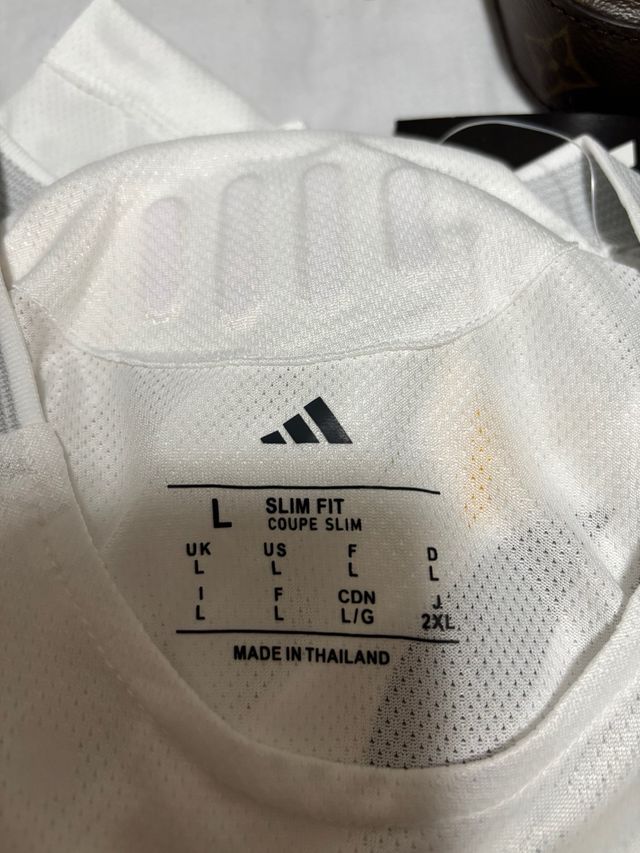 L SLIM FIT
COUPE SLIM
UK US F D
L L L L
I F CDN J
L L L/G 2XL
MADE IN THAILAND